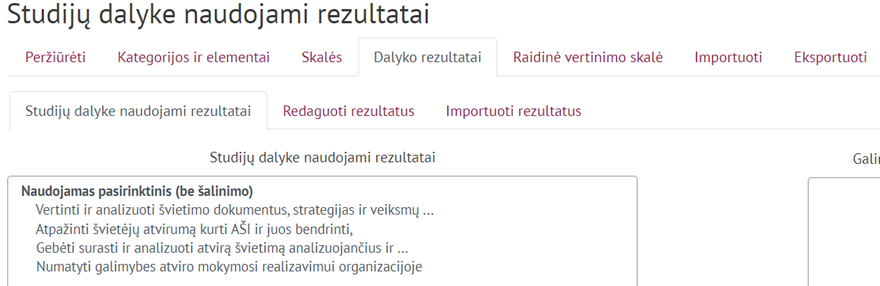 Studijų dalyke naudojami rezultatai
Peržiūrėti Kategorijos ir elementai Skalės Dalyko rezultatai Raidinė vertinimo skalė Importuoti Eksportuoti
Studijų dalyke naudojami rezultatai Redaguoti rezultatus Importuoti rezultatus
Studijų dalyke naudojami rezultatai
Naudojamas pasirinktinis (be šalinimo)
Vertinti ir analizuoti švietimo dokumentus, strategijas ir veiksmų ...
Atpažinti švietėjų atvirumą kurti AŠI ir juos bendrinti,
Gebėti surasti ir analizuoti atvirą švietimą analizuojančius ir ...
Numatyti galimybes atviro mokymosi realizavimui organizacijoje